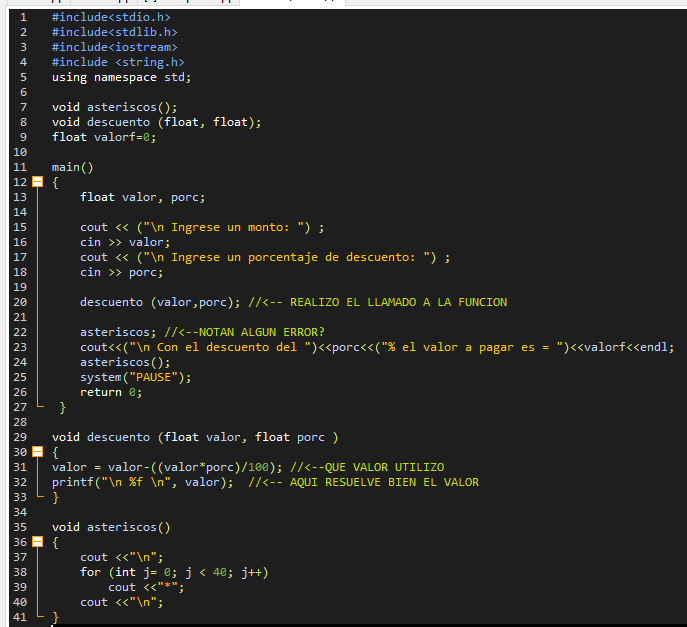 1 #include<stdio.h>
2 #include<stdlib.h>
3 #include<iostream>
4 #include <string.h>
5 using namespace std;
6
7 void asteriscos();
8 void descuento (float, float);
9 float valorf=0;
10
11 main()
12 {
13 float valor, porc;
14
15 cout << ("\n Ingrese un monto: ") ;
16 cin >> valor;
17 cout << ("\n Ingrese un porcentaje de descuento: ") ;
18 cin >> porc;
19
20 descuento (valor,porc); //<-- REALIZO EL LLAMADO A LA FUNCION
21
22 asteriscos; //<--NOTAN ALGUN ERROR?
23 cout<<("\n Con el descuento del ")<<porc<<("% el valor a pagar es = ")<<valorf<<endl;
24 asteriscos();
25 system("PAUSE");
26 return 0;
27 }
28
29 void descuento (float valor, float porc )
30 {
31 valor = valor-((valor*porc)/100); //<--QUE VALOR UTILIZO
32 printf("\n %f \n", valor); //<-- AQUI RESUELVE BIEN EL VALOR
33 }
34
35 void asteriscos()
36 {
37 cout <<"\n";
38 for (int j= 0; j < 40; j++)
39 cout <<"*";
40 cout <<"\n";
41 }